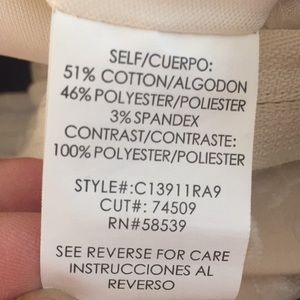 SELF/CUERPO:
51% COTTON/ALGODON
46% POLYESTER/POLIESTER
3% SPANDEX
CONTRAST/CONTRASTE:
100% POLYESTER/POLIESTER
STYLE#:C13911RA9
CUT#: 74509
RN#58539
SEE REVERSE FOR CARE
INSTRUCCIONES AL
REVERSO